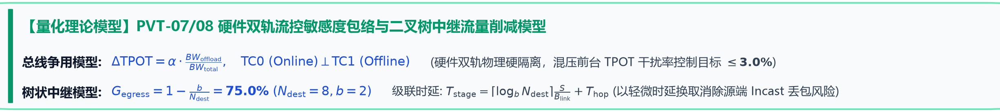 【量化理论模型】PVT-07/08 硬件双轨流控敏感度包络与二叉树中继流量削减模型
总线争用模型: ΔTPOT = α · BW_offload / BW_total, TC0 (Online) ⊥ TC1 (Offline) (硬件双轨物理硬隔离，混压前台 TPOT 干扰率控制目标 ≤ 3.0%)
树状中继模型: G_egress = 1 − b / N_dest = 75.0% (N_dest = 8, b = 2) 级联时延: T_stage = ⌈log_b N_dest⌉ S / B_link + T_hop (以轻微时延换取消除源端 Incast 丢包风险)